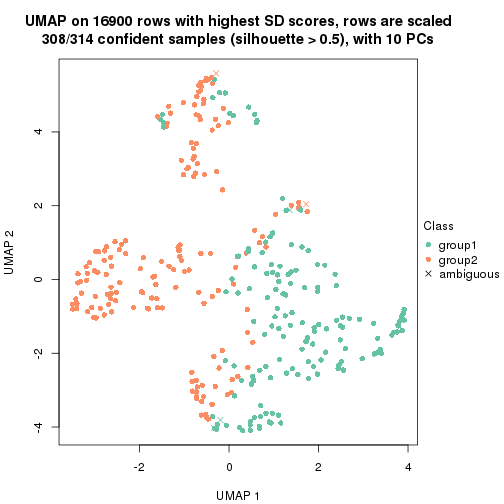 UMAP on 16900 rows with highest SD scores, rows are scaled
308/314 confident samples (silhouette > 0.5), with 10 PCs
4
2
0
-2
-4
UMAP 2
-2
0
2
4
UMAP 1
Class
group1
group2
ambiguous